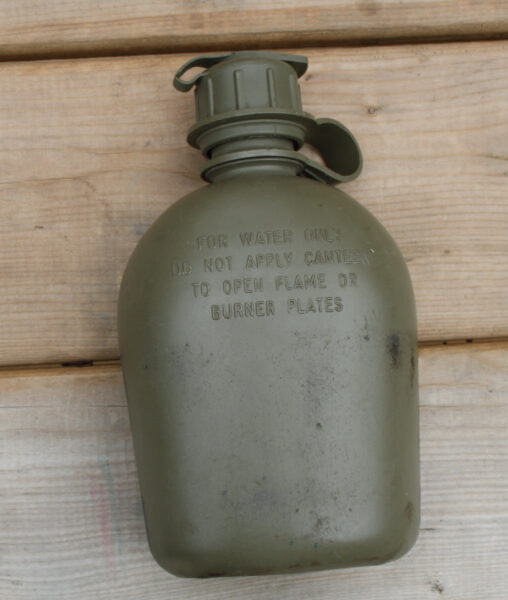 FOR WATER ONLY
DO NOT APPLY CANTEEN
TO OPEN FLAME OR
BURNER PLATES